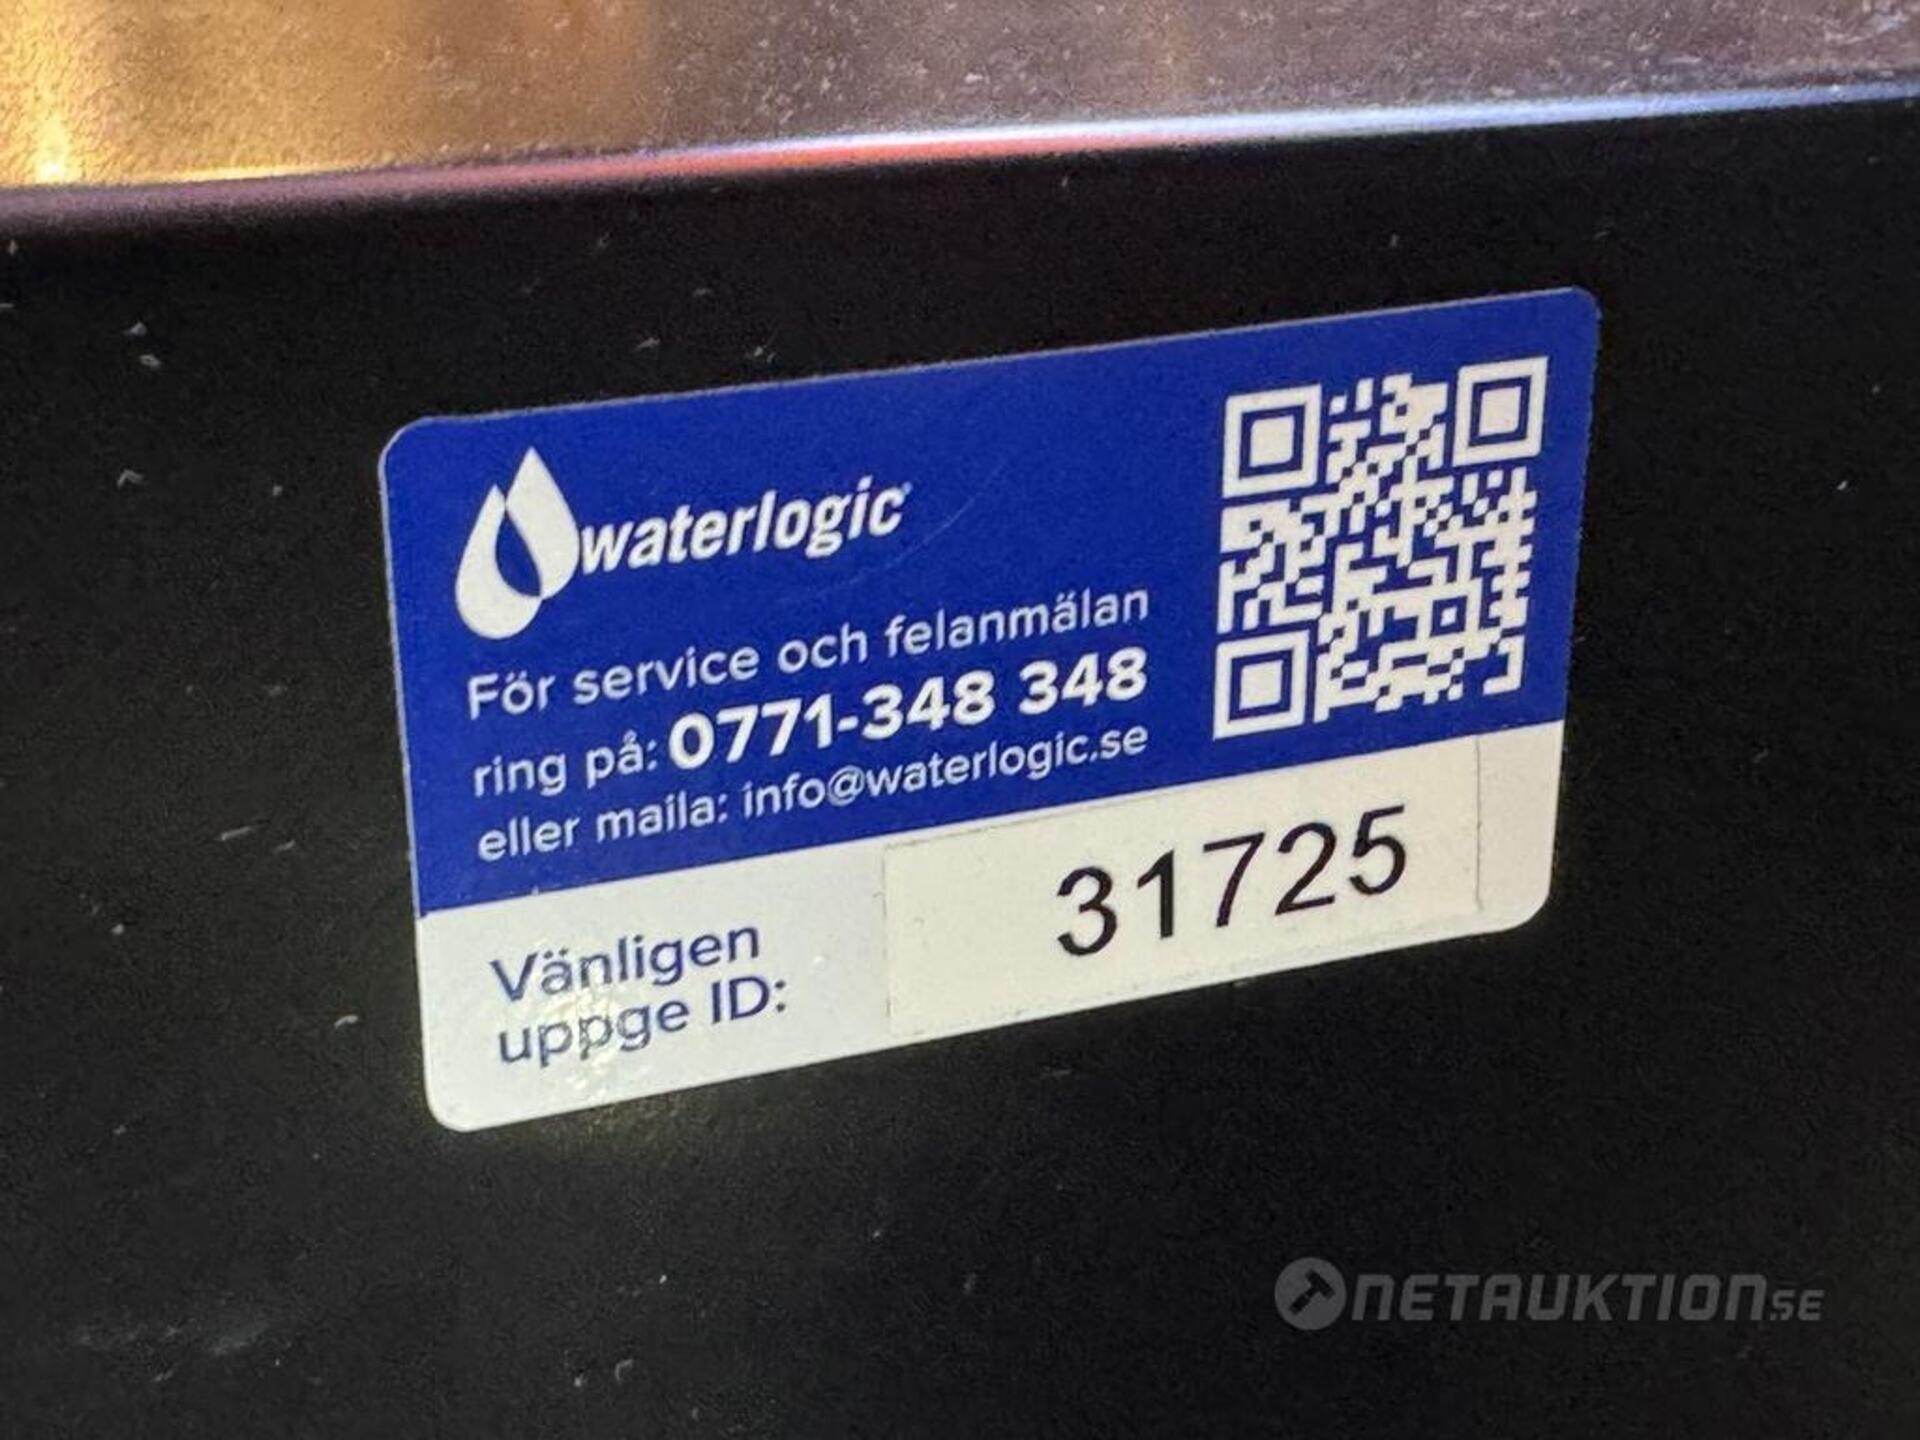 waterlogic
För service och felanmälan
ring på: 0771-348 348
eller maila: info@waterlogic.se
Vänligen
uppge ID:
31725
NETAUKTION.SE